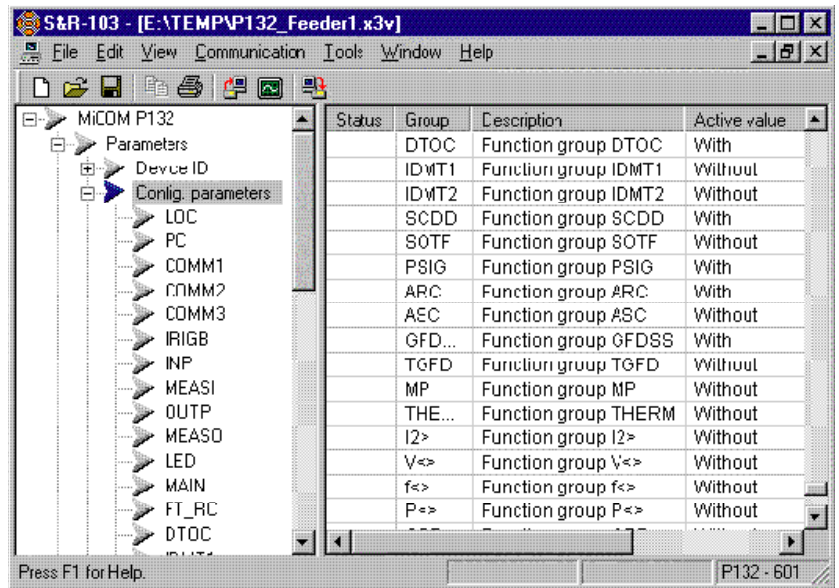 S&R-103 - [E:\TEMP\P132_Feeder1.x3v]
File Edit View Communication Tools Window Help
MiCOM P132
Parameters
Device ID
Config. parameters
LOC
PC
COMM1
COMM2
COMM3
IRIGB
INP
MEASI
OUTP
MEASO
LED
MAIN
FT_RC
DTOC
Status Group Description Active value
DTOC Function group DTOC With
IDMT1 Function group IDMT1 Without
IDMT2 Function group IDMT2 Without
SCDD Function group SCDD With
SOTF Function group SOTF Without
PSIG Function group PSIG With
ARC Function group ARC With
ASC Function group ASC Without
GFD... Function group GFDSS With
TGFD Function group TGFD Without
MP Function group MP Without
THE... Function group THERM Without
I2> Function group I2> Without
V<> Function group V<> Without
f<> Function group f<> Without
P<> Function group P<> Without
Press F1 for Help.
P132 - 601